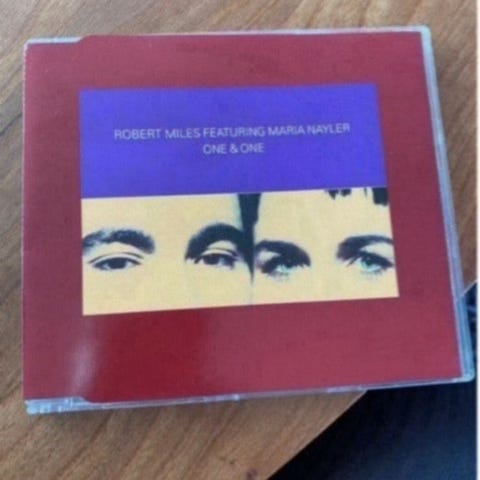 ROBERT MILES FEATURING MARIA NAYLER
ONE & ONE